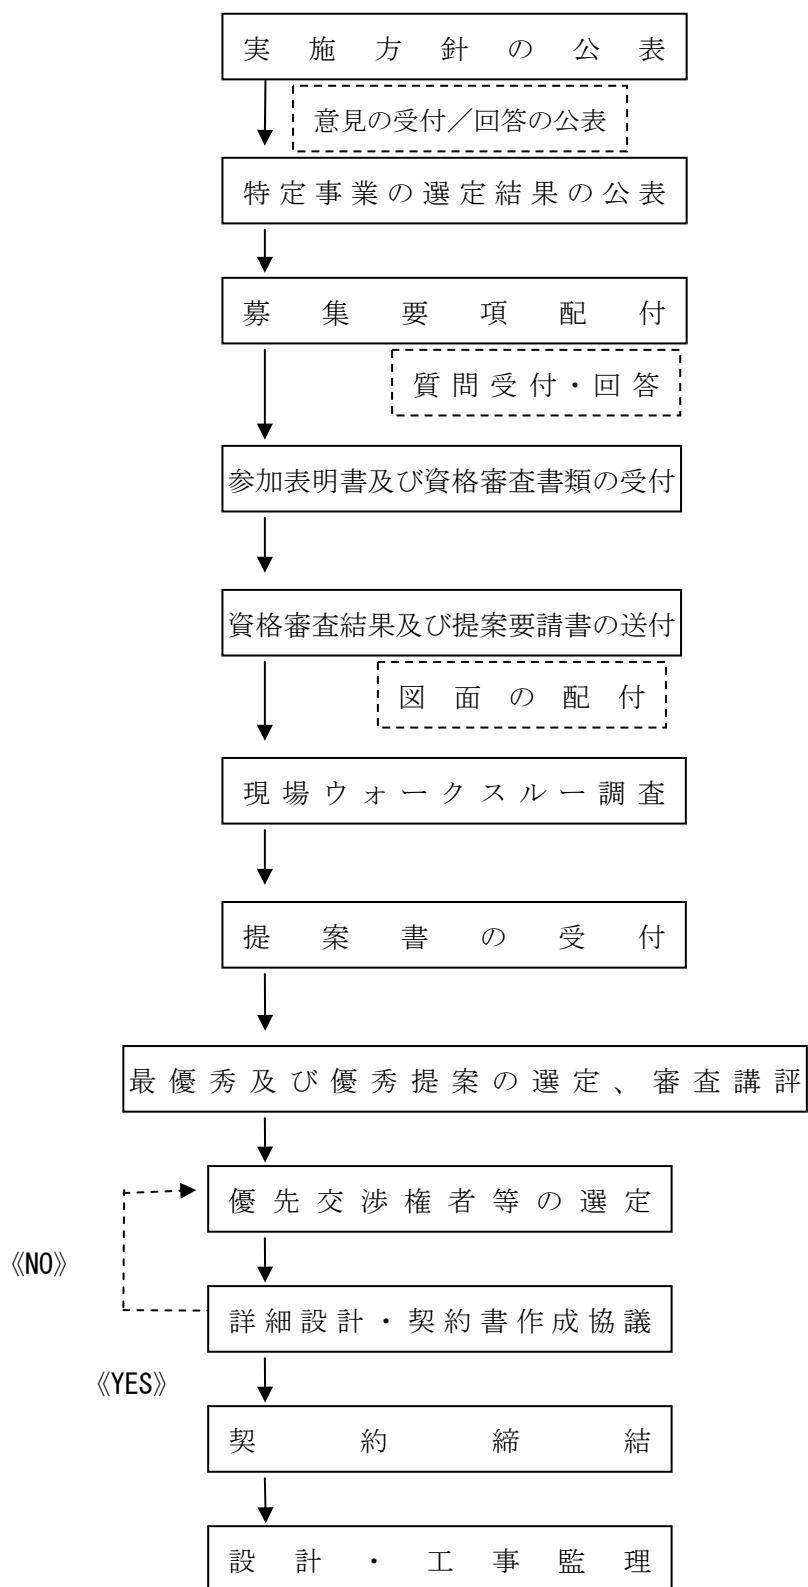 実施方針の公表
意見の受付／回答の公表
特定事業の選定結果の公表
募集要項配付
質問受付・回答
参加表明書及び資格審査書類の受付
資格審査結果及び提案要請書の送付
図面の配付
現場ウォークスルー調査
提案書の受付
最優秀及び優秀提案の選定、審査講評
優先交渉権者等の選定
《NO》
詳細設計・契約書作成協議
《YES》
契約締結
設計・工事監理